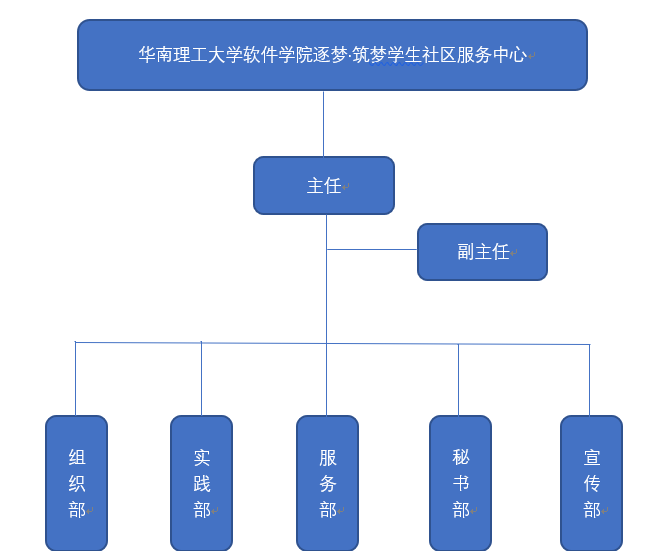 华南理工大学软件学院逐梦·筑梦学生社区服务中心
主任
副主任
组
织
部
实
践
部
服
务
部
秘
书
部
宣
传
部